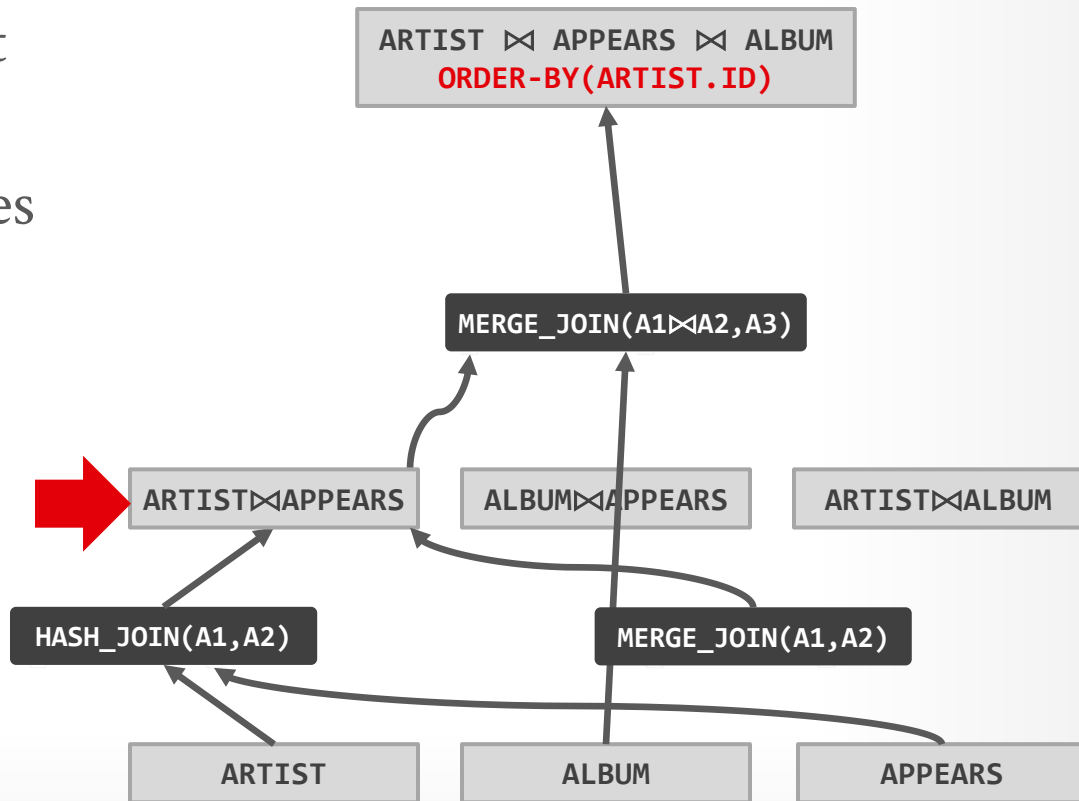 t
ARTIST ⋈ APPEARS ⋈ ALBUM
ORDER-BY(ARTIST.ID)
es
MERGE_JOIN(A1⋈A2,A3)
ARTIST⋈APPEARS
ALBUM⋈APPEARS
ARTIST⋈ALBUM
HASH_JOIN(A1,A2)
MERGE_JOIN(A1,A2)
ARTIST
ALBUM
APPEARS